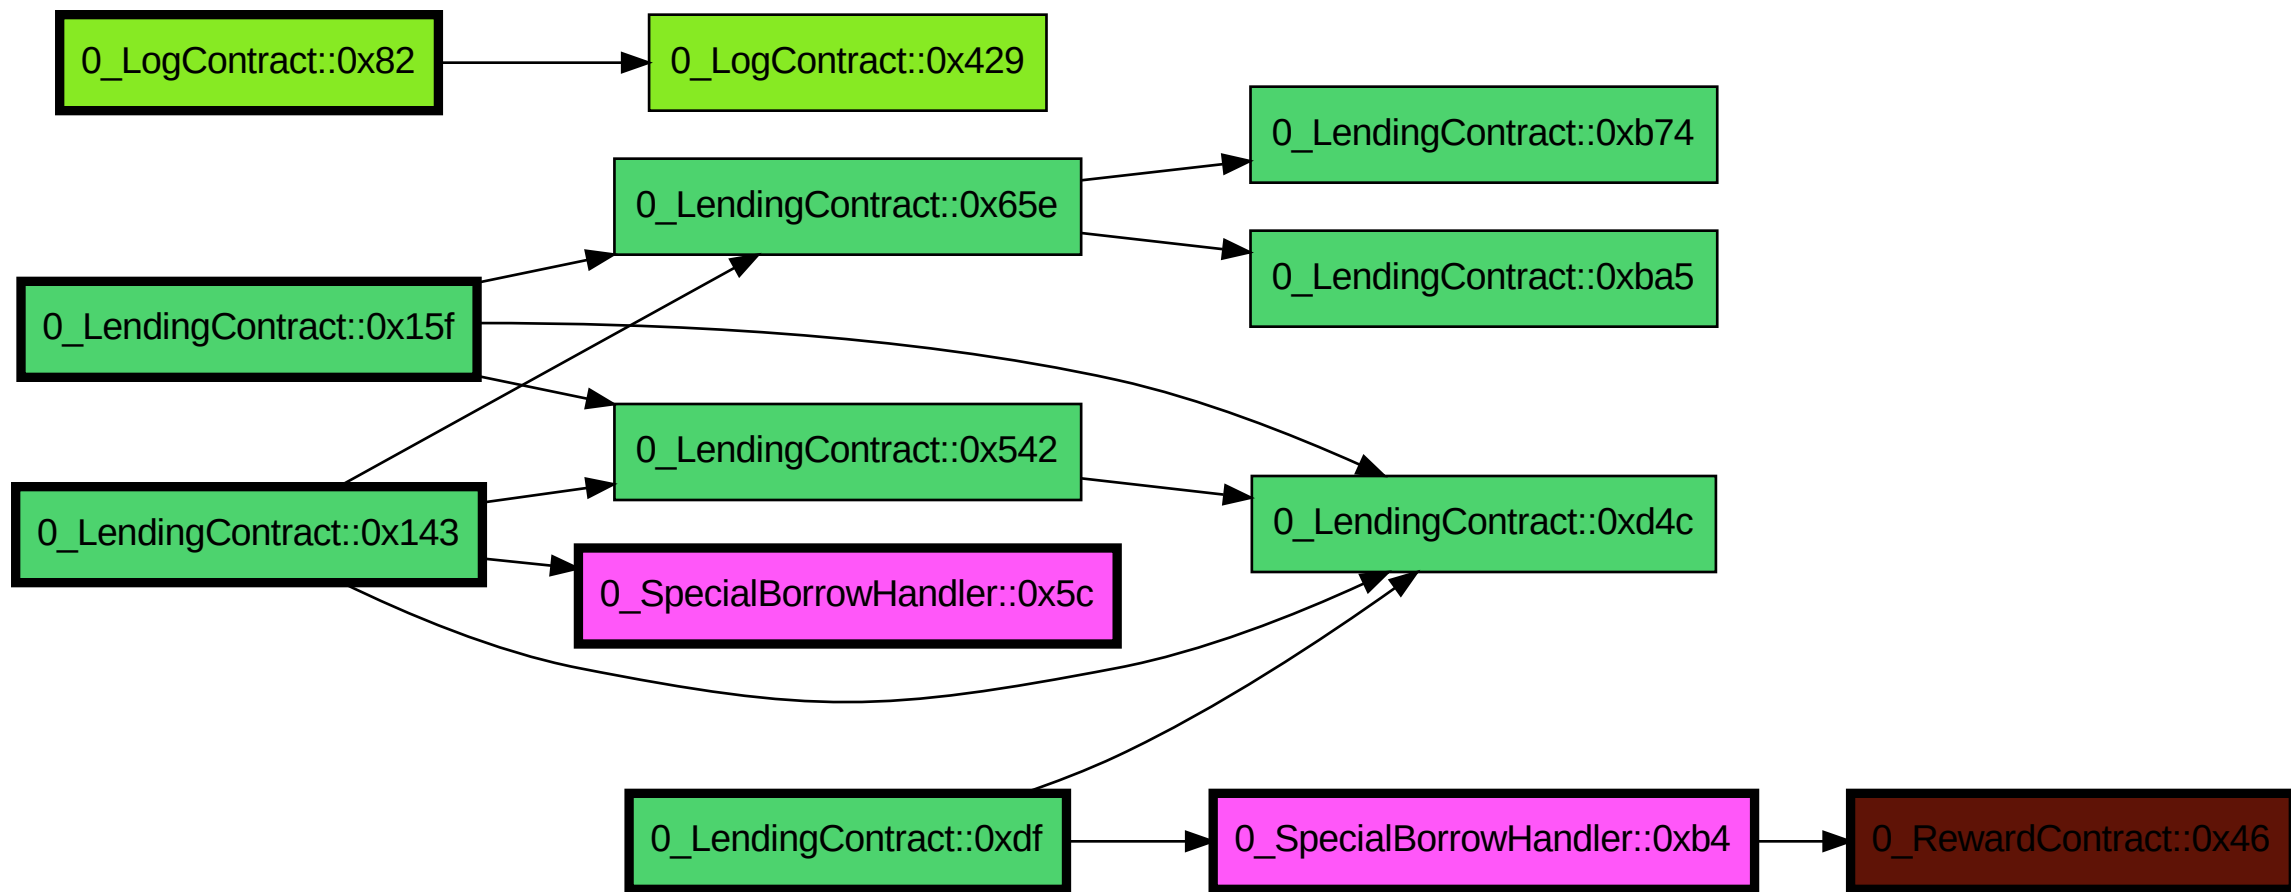 0_LogContract::0x82
0_LogContract::0x429
0_LendingContract::0xb74
0_LendingContract::0x65e
0_LendingContract::0xba5
0_LendingContract::0x15f
0_LendingContract::0x542
0_LendingContract::0xd4c
0_LendingContract::0x143
0_SpecialBorrowHandler::0x5c
0_LendingContract::0xdf
0_SpecialBorrowHandler::0xb4
0_RewardContract::0x46